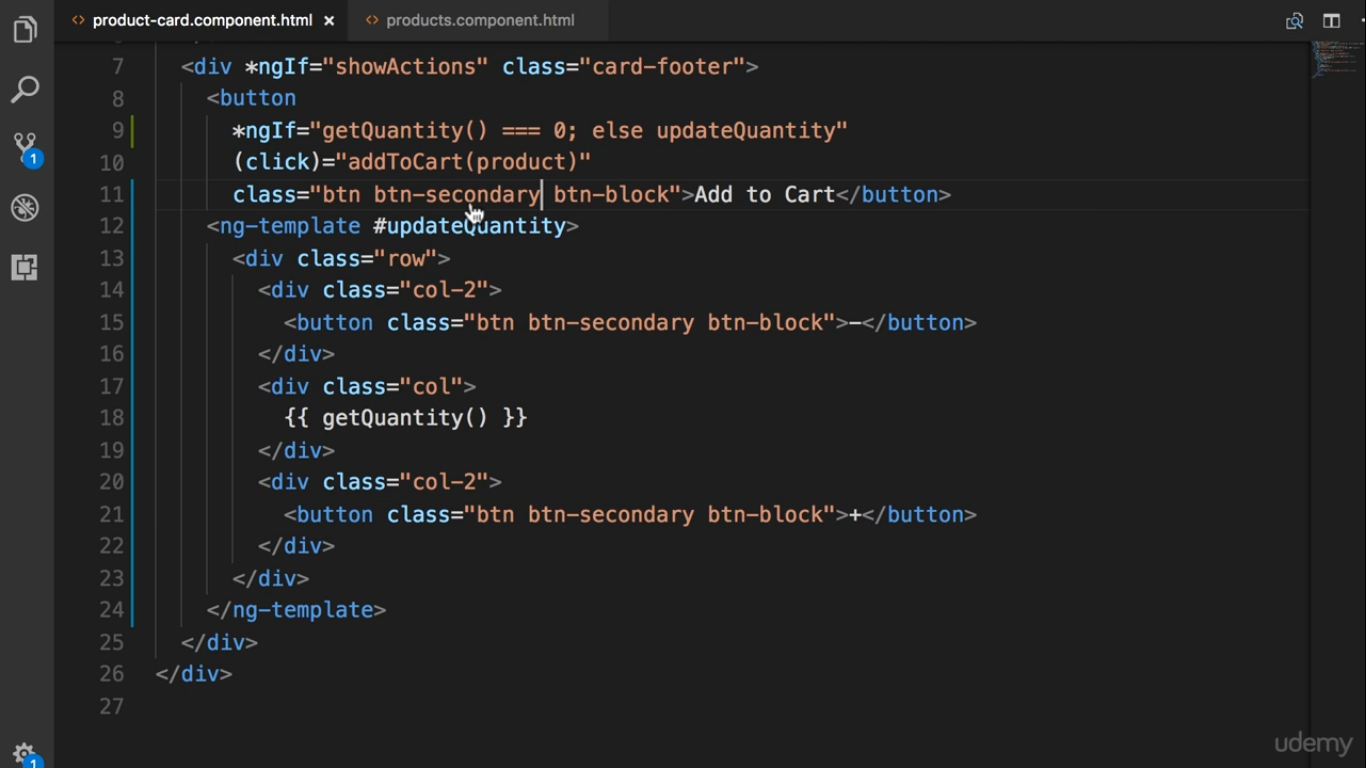 <> product-card.component.html ×
<> products.component.html
7 <div *ngIf="showActions" class="card-footer">
8 <button
9 *ngIf="getQuantity() === 0; else updateQuantity"
10 (click)="addToCart(product)"
11 class="btn btn-secondary btn-block">Add to Cart</button>
12 <ng-template #updateQuantity>
13 <div class="row">
14 <div class="col-2">
15 <button class="btn btn-secondary btn-block">-</button>
16 </div>
17 <div class="col">
18 {{ getQuantity() }}
19 </div>
20 <div class="col-2">
21 <button class="btn btn-secondary btn-block">+</button>
22 </div>
23 </div>
24 </ng-template>
25 </div>
26 </div>
27
1
1
udemy